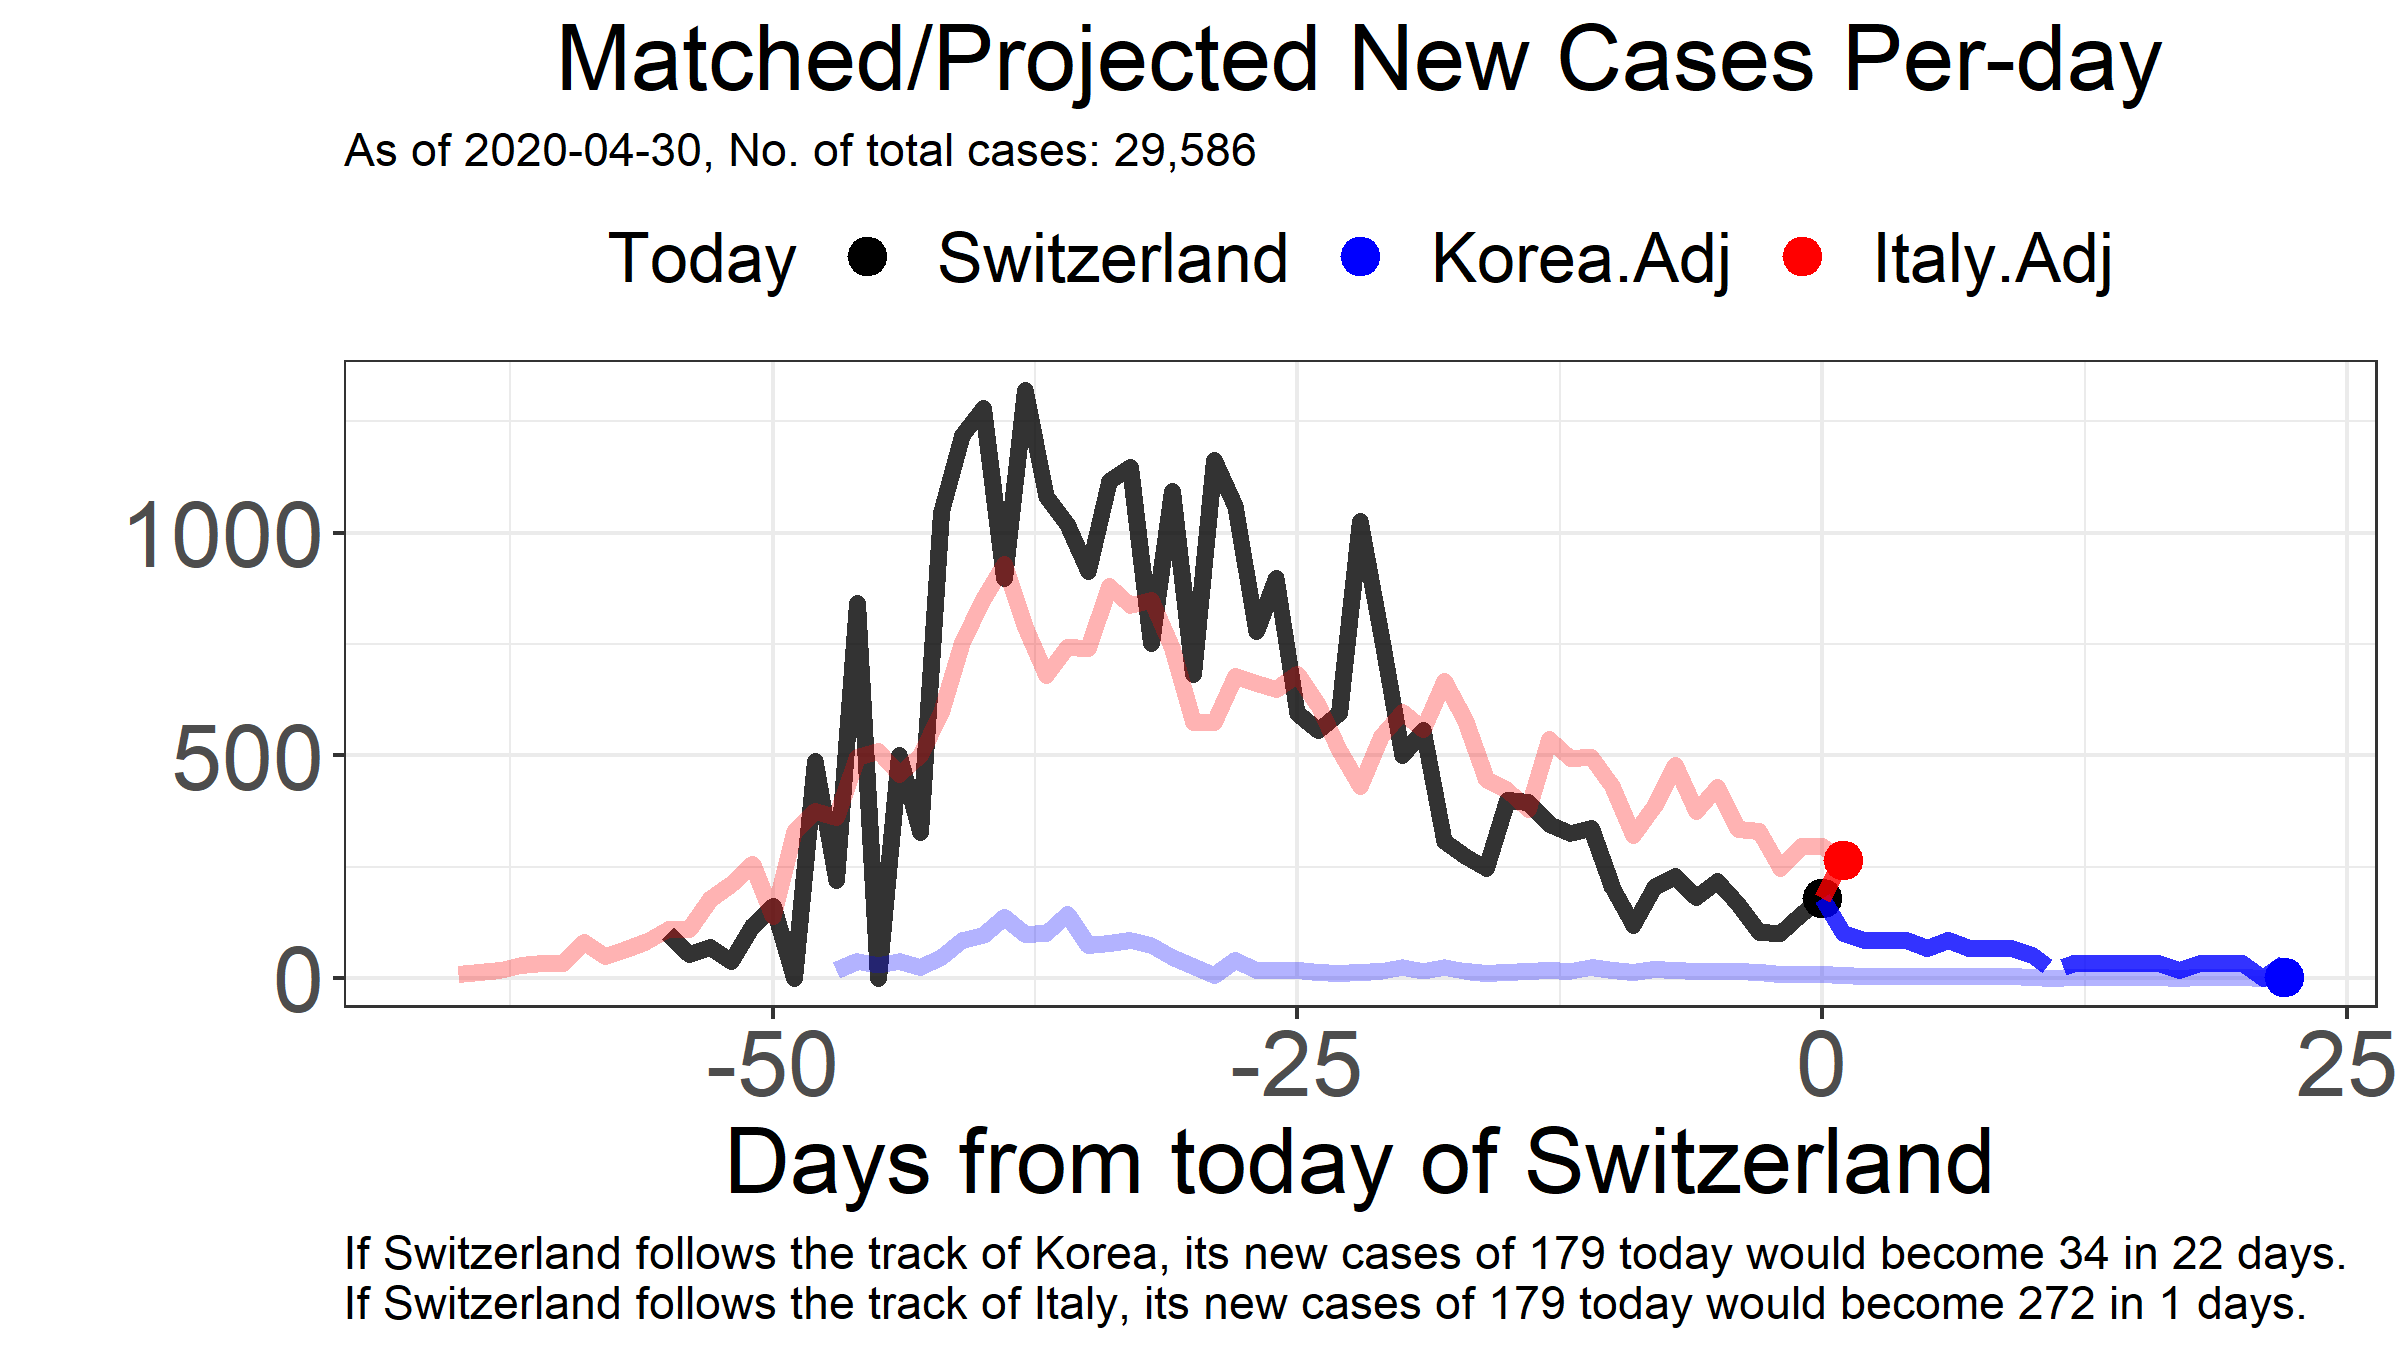 Matched/Projected New Cases Per-day
As of 2020-04-30, No. of total cases: 29,586
Today Switzerland Korea.Adj Italy.Adj
1000
500
0
-50 -25 0 25
Days from today of Switzerland
If Switzerland follows the track of Korea, its new cases of 179 today would become 34 in 22 days.
If Switzerland follows the track of Italy, its new cases of 179 today would become 272 in 1 days.